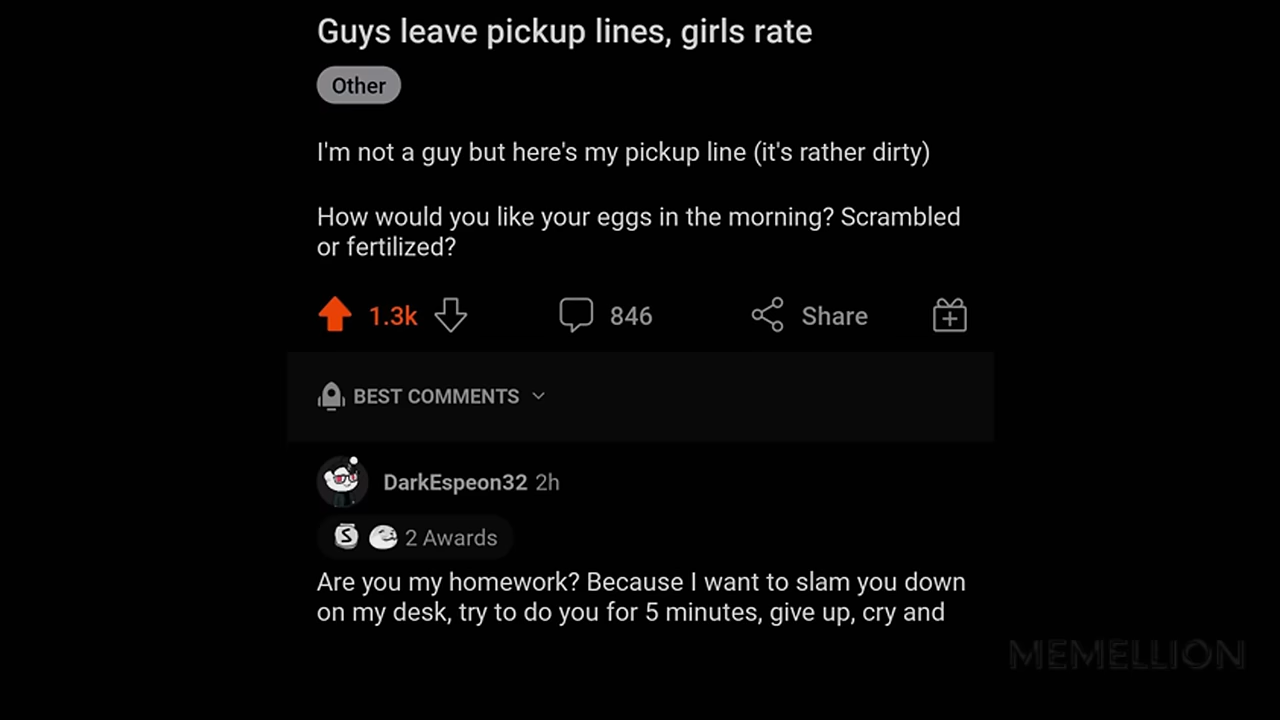 Guys leave pickup lines, girls rate
Other
I'm not a guy but here's my pickup line (it's rather dirty)
How would you like your eggs in the morning? Scrambled
or fertilized?
1.3k
846
Share
BEST COMMENTS
DarkEspeon32 2h
S
2 Awards
Are you my homework? Because I want to slam you down
on my desk, try to do you for 5 minutes, give up, cry and
MEMELLION